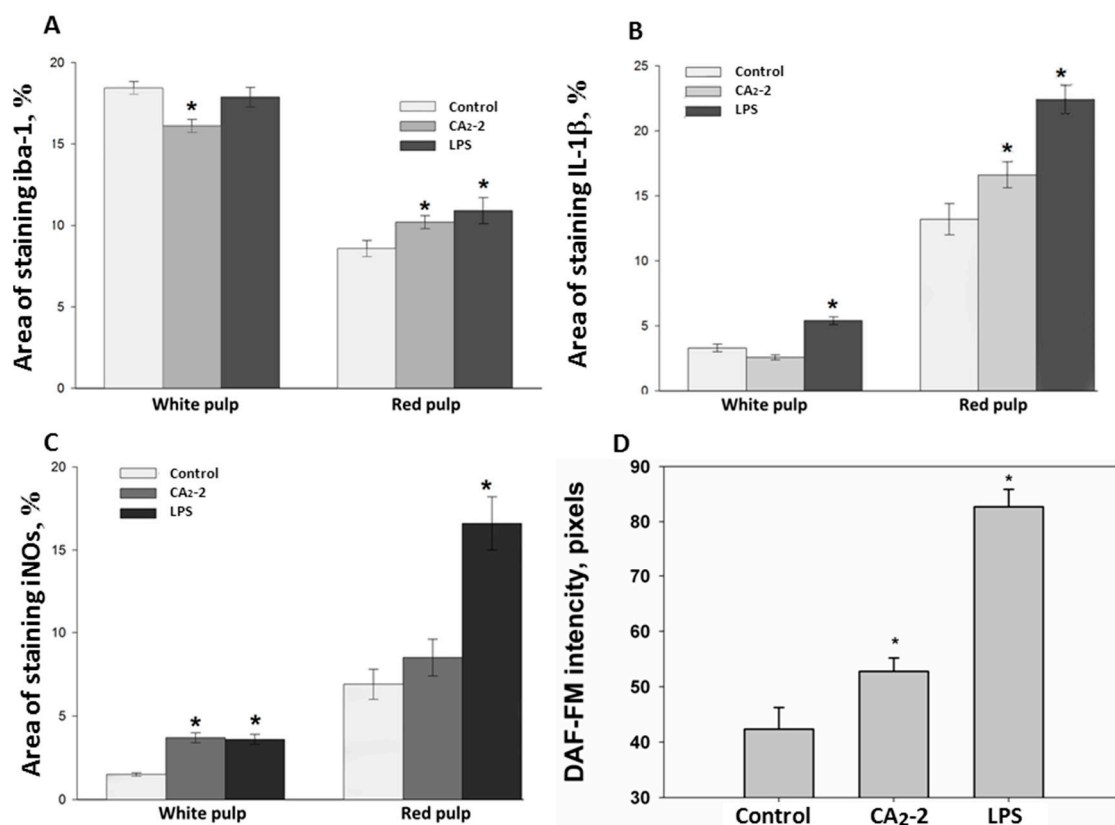 A
Area of staining iba-1, %
20
15
10
5
0
Control
CA2-2
LPS
*
*
*
White pulp
Red pulp
B
Area of staining IL-1β, %
25
20
15
10
5
0
Control
CA2-2
LPS
*
*
*
White pulp
Red pulp
C
Area of staining iNOs, %
20
15
10
5
0
Control
CA2-2
LPS
*
*
*
White pulp
Red pulp
D
DAF-FM intencity, pixels
90
80
70
60
50
40
30
*
*
Control
CA2-2
LPS